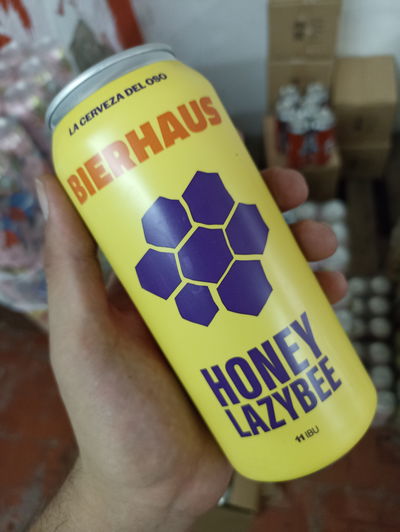 LA CERVEZA DEL OSO
BIERHAUS
HONEY
LAZYBEE
11 IBU